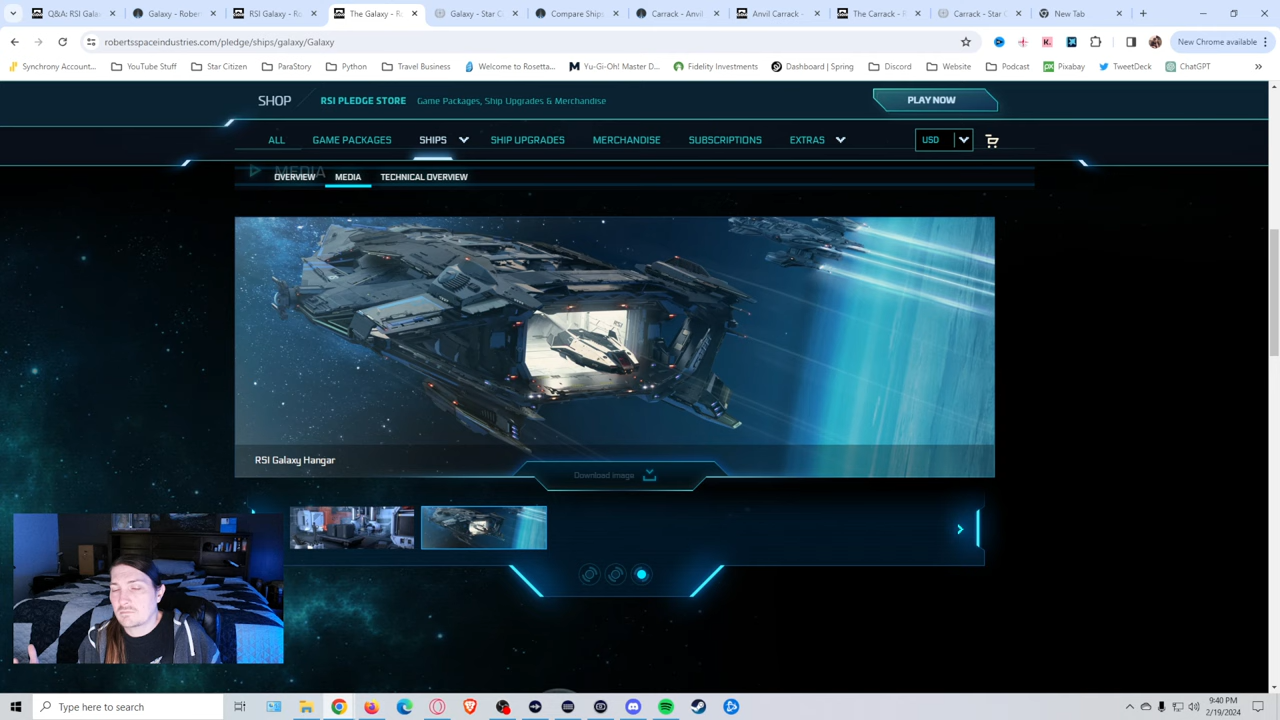 Q&A: RSI Gala
Galaxy - Rober
RSI Galaxy - Ro
The Galaxy - R
Galaxy - Star C
Compare Ships
Carrack - Anvi
Anvil Carrack -
The Carrack - P
Carrack - Star C
New Tab
robertsspaceindustries.com/pledge/ships/galaxy/Galaxy
New Chrome available
Synchrony Account...
YouTube Stuff
Star Citizen
ParaStory
Python
Travel Business
Welcome to Rosetta...
Yu-Gi-Oh! Master D...
Fidelity Investments
Dashboard | Spring
Discord
Website
Podcast
Pixabay
TweetDeck
ChatGPT
SHOP
RSI PLEDGE STORE
Game Packages, Ship Upgrades & Merchandise
PLAY NOW
ALL
GAME PACKAGES
SHIPS
SHIP UPGRADES
MERCHANDISE
SUBSCRIPTIONS
EXTRAS
USD
MEDIA
OVERVIEW
MEDIA
TECHNICAL OVERVIEW
RSI Galaxy Hangar
Download image
Type here to search
9:40 PM
2/19/2024